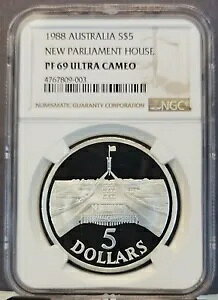 1988 AUSTRALIA S$5
NEW PARLIAMENT HOUSE
PF 69 ULTRA CAMEO
4762809-003
NUMISMATIC GUARANTY CORPORATION
NGC
5
DOLLARS